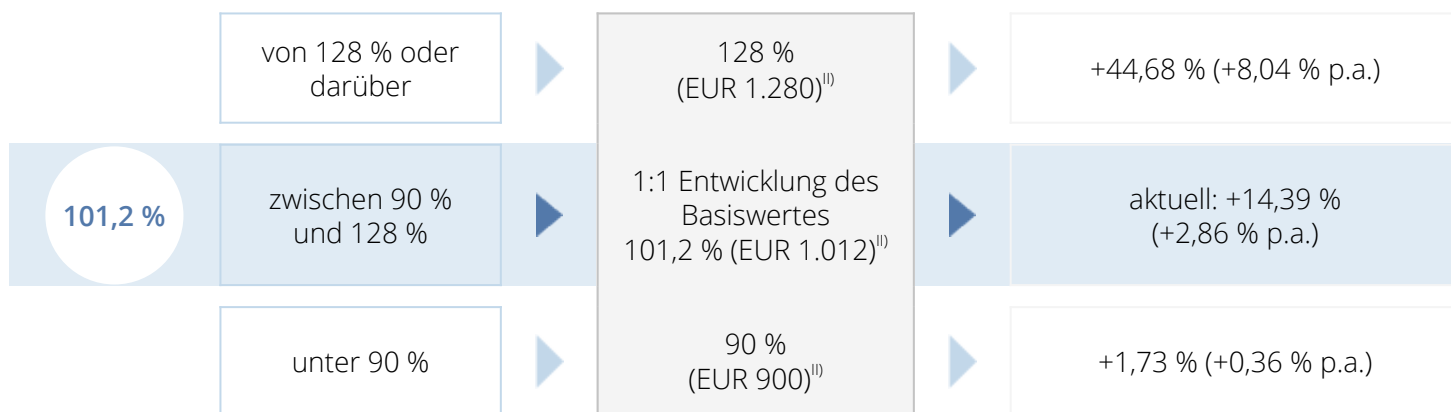 von 128 % oder
darüber
128 %
(EUR 1.280)II)
+44,68 % (+8,04 % p.a.)
101,2 %
zwischen 90 %
und 128 %
1:1 Entwicklung des
Basiswertes
101,2 % (EUR 1.012)II)
aktuell: +14,39 %
(+2,86 % p.a.)
unter 90 %
90 %
(EUR 900)II)
+1,73 % (+0,36 % p.a.)